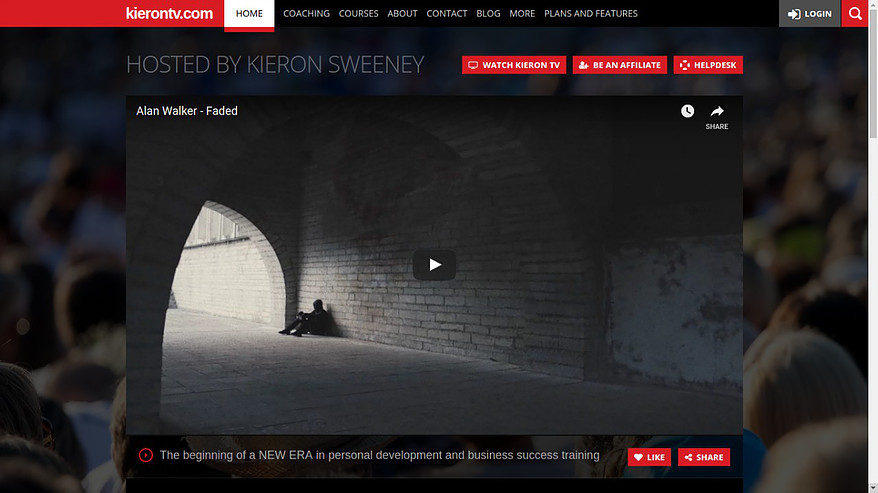 kierontv.com HOME COACHING COURSES ABOUT CONTACT BLOG MORE PLANS AND FEATURES LOGIN
HOSTED BY KIERON SWEENEY WATCH KIERON TV BE AN AFFILIATE HELPDESK
Alan Walker - Faded
SHARE
The beginning of a NEW ERA in personal development and business success training LIKE SHARE